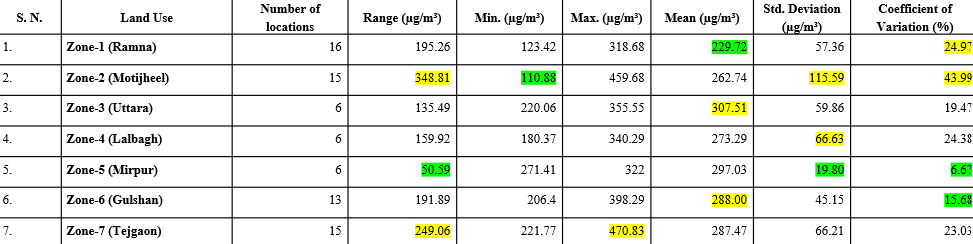 S. N. Land Use Number of locations Range (µg/m³) Min. (µg/m³) Max. (µg/m³) Mean (µg/m³) Std. Deviation (µg/m³) Coefficient of Variation (%)
1. Zone-1 (Ramna) 16 195.26 123.42 318.68 229.72 57.36 24.97
2. Zone-2 (Motijheel) 15 348.81 110.88 459.68 262.74 115.59 43.99
3. Zone-3 (Uttara) 6 135.49 220.06 355.55 307.51 59.86 19.47
4. Zone-4 (Lalbagh) 6 159.92 180.37 340.29 273.29 66.63 24.38
5. Zone-5 (Mirpur) 6 50.59 271.41 322 297.03 19.80 6.67
6. Zone-6 (Gulshan) 13 191.89 206.4 398.29 288.00 45.15 15.68
7. Zone-7 (Tejgaon) 15 249.06 221.77 470.83 287.47 66.21 23.03